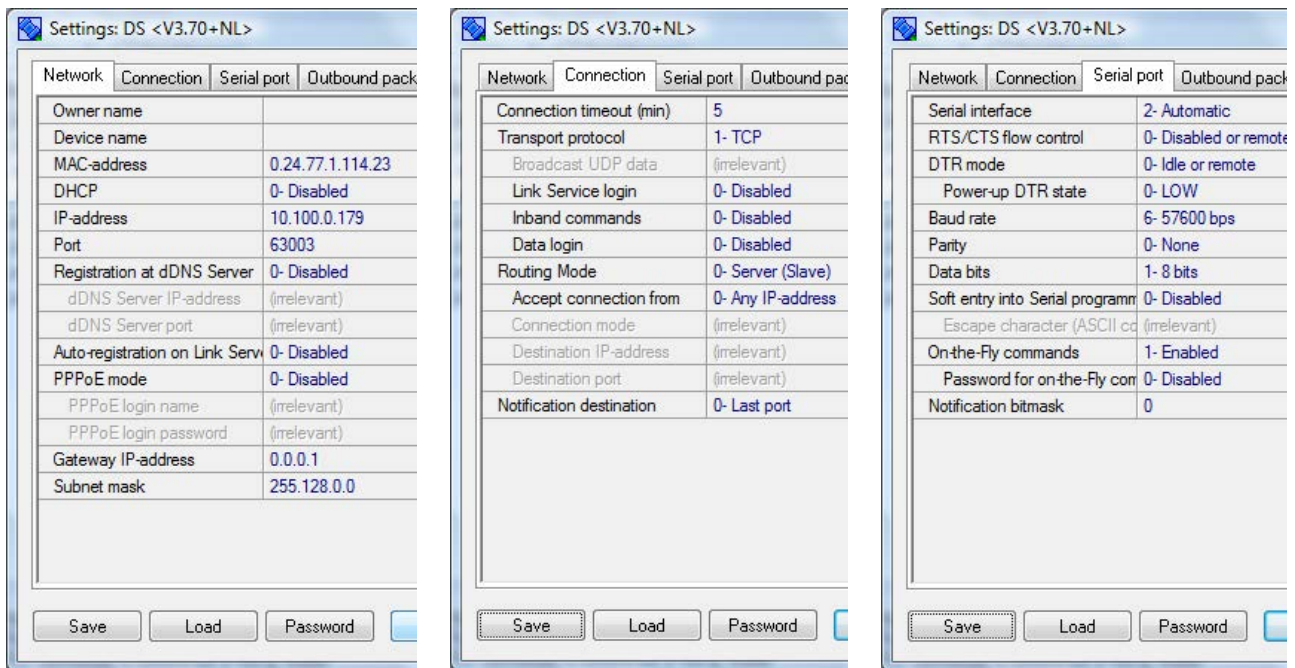 Settings: DS <V3.70+NL>
Network Connection Serial port Outbound pack
Owner name
Device name
MAC-address 0.24.77.1.114.23
DHCP 0- Disabled
IP-address 10.100.0.179
Port 63003
Registration at dDNS Server 0- Disabled
dDNS Server IP-address (irrelevant)
dDNS Server port (irrelevant)
Auto-registration on Link Serv 0- Disabled
PPPoE mode 0- Disabled
PPPoE login name (irrelevant)
PPPoE login password (irrelevant)
Gateway IP-address 0.0.0.1
Subnet mask 255.128.0.0
Save Load Password
Settings: DS <V3.70+NL>
Network Connection Serial port Outbound pac
Connection timeout (min) 5
Transport protocol 1- TCP
Broadcast UDP data (irrelevant)
Link Service login 0- Disabled
Inband commands 0- Disabled
Data login 0- Disabled
Routing Mode 0- Server (Slave)
Accept connection from 0- Any IP-address
Connection mode (irrelevant)
Destination IP-address (irrelevant)
Destination port (irrelevant)
Notification destination 0- Last port
Save Load Password
Settings: DS <V3.70+NL>
Network Connection Serial port Outbound pack
Serial interface 2- Automatic
RTS/CTS flow control 0- Disabled or remote
DTR mode 0- Idle or remote
Power-up DTR state 0- LOW
Baud rate 6- 57600 bps
Parity 0- None
Data bits 1- 8 bits
Soft entry into Serial programm 0- Disabled
Escape character (ASCII co (irrelevant)
On-the-Fly commands 1- Enabled
Password for on-the-Fly com 0- Disabled
Notification bitmask 0
Save Load Password